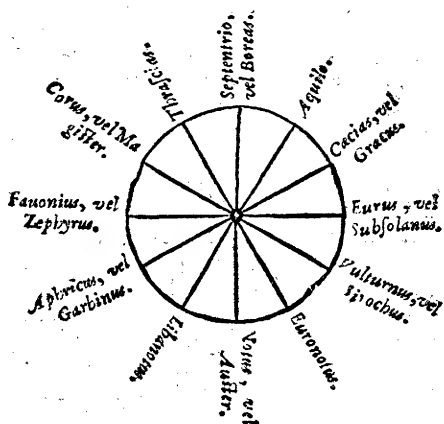 Septentrio,
vel Boreas.
Aquilo.
Cæcias, vel
Græcus.
Eurus, vel
Subſolanus.
Vulturnus, vel
Sirochus.
Euronotus.
Notus, vel
Auſter.
Libanotus.
Aphricus, vel
Garbinus.
Fauonius, vel
Zephyrus.
Corus, vel Ma
giſter.
Thraſcias.